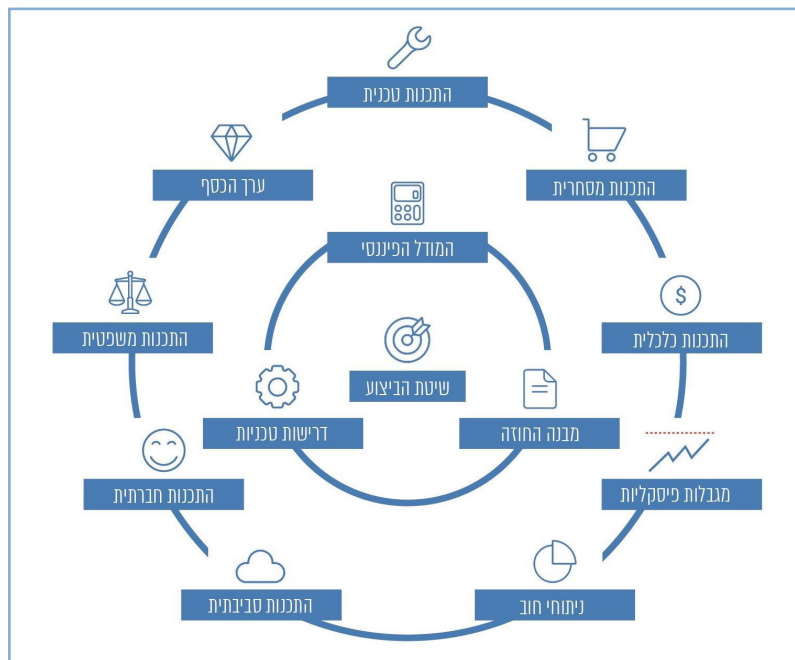 התכנות טכנית
התכנות מסחרית
ערך הכסף
המודל הפיננסי
התכנות כלכלית
$
התכנות משפטית
שיטת הביצוע
מבנה החוזה
דרישות טכניות
מגבלות פיסקליות
התכנות חברתית
ניתוחי חוב
התכנות סביבתית